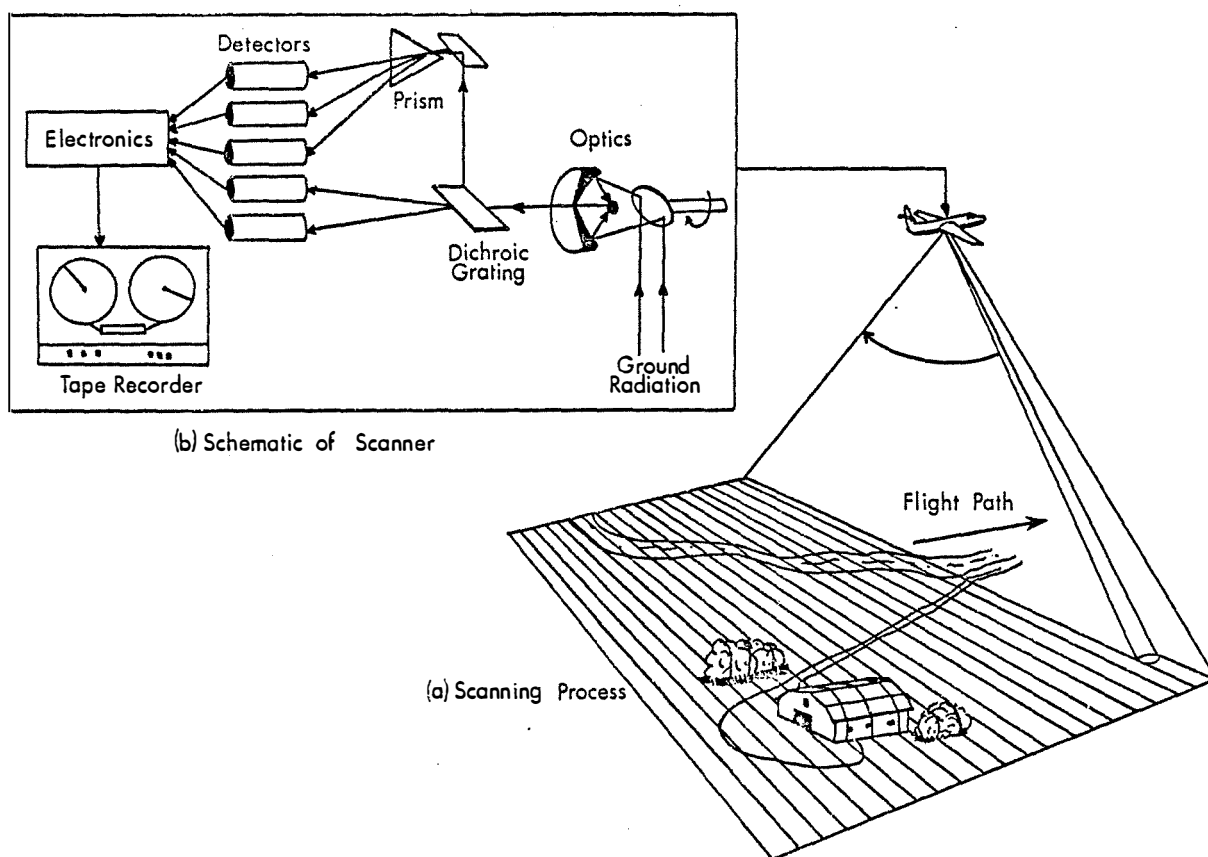 Detectors
Prism
Electronics
Optics
Dichroic
Grating
Ground
Radiation
Tape Recorder
(b) Schematic of Scanner
Flight Path
(a) Scanning Process